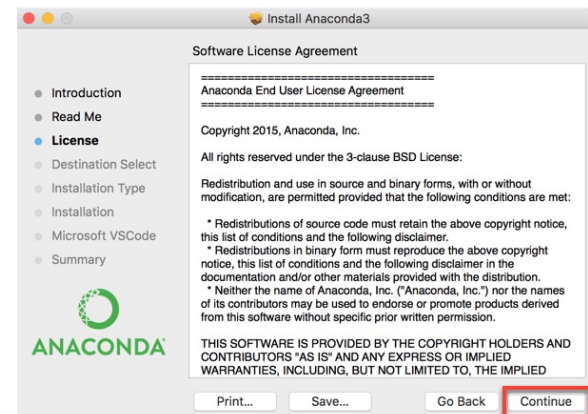 Install Anaconda3
Software License Agreement
Introduction
Read Me
License
Destination Select
Installation Type
Installation
Microsoft VSCode
Summary
ANACONDA
===================================
Anaconda End User License Agreement
===================================
Copyright 2015, Anaconda, Inc.
All rights reserved under the 3-clause BSD License:
Redistribution and use in source and binary forms, with or without
modification, are permitted provided that the following conditions are met:
* Redistributions of source code must retain the above copyright notice,
this list of conditions and the following disclaimer.
* Redistributions in binary form must reproduce the above copyright
notice, this list of conditions and the following disclaimer in the
documentation and/or other materials provided with the distribution.
* Neither the name of Anaconda, Inc. ("Anaconda, Inc.") nor the names
of its contributors may be used to endorse or promote products derived
from this software without specific prior written permission.
THIS SOFTWARE IS PROVIDED BY THE COPYRIGHT HOLDERS AND
CONTRIBUTORS "AS IS" AND ANY EXPRESS OR IMPLIED
WARRANTIES, INCLUDING, BUT NOT LIMITED TO, THE IMPLIED
Print...
Save...
Go Back
Continue